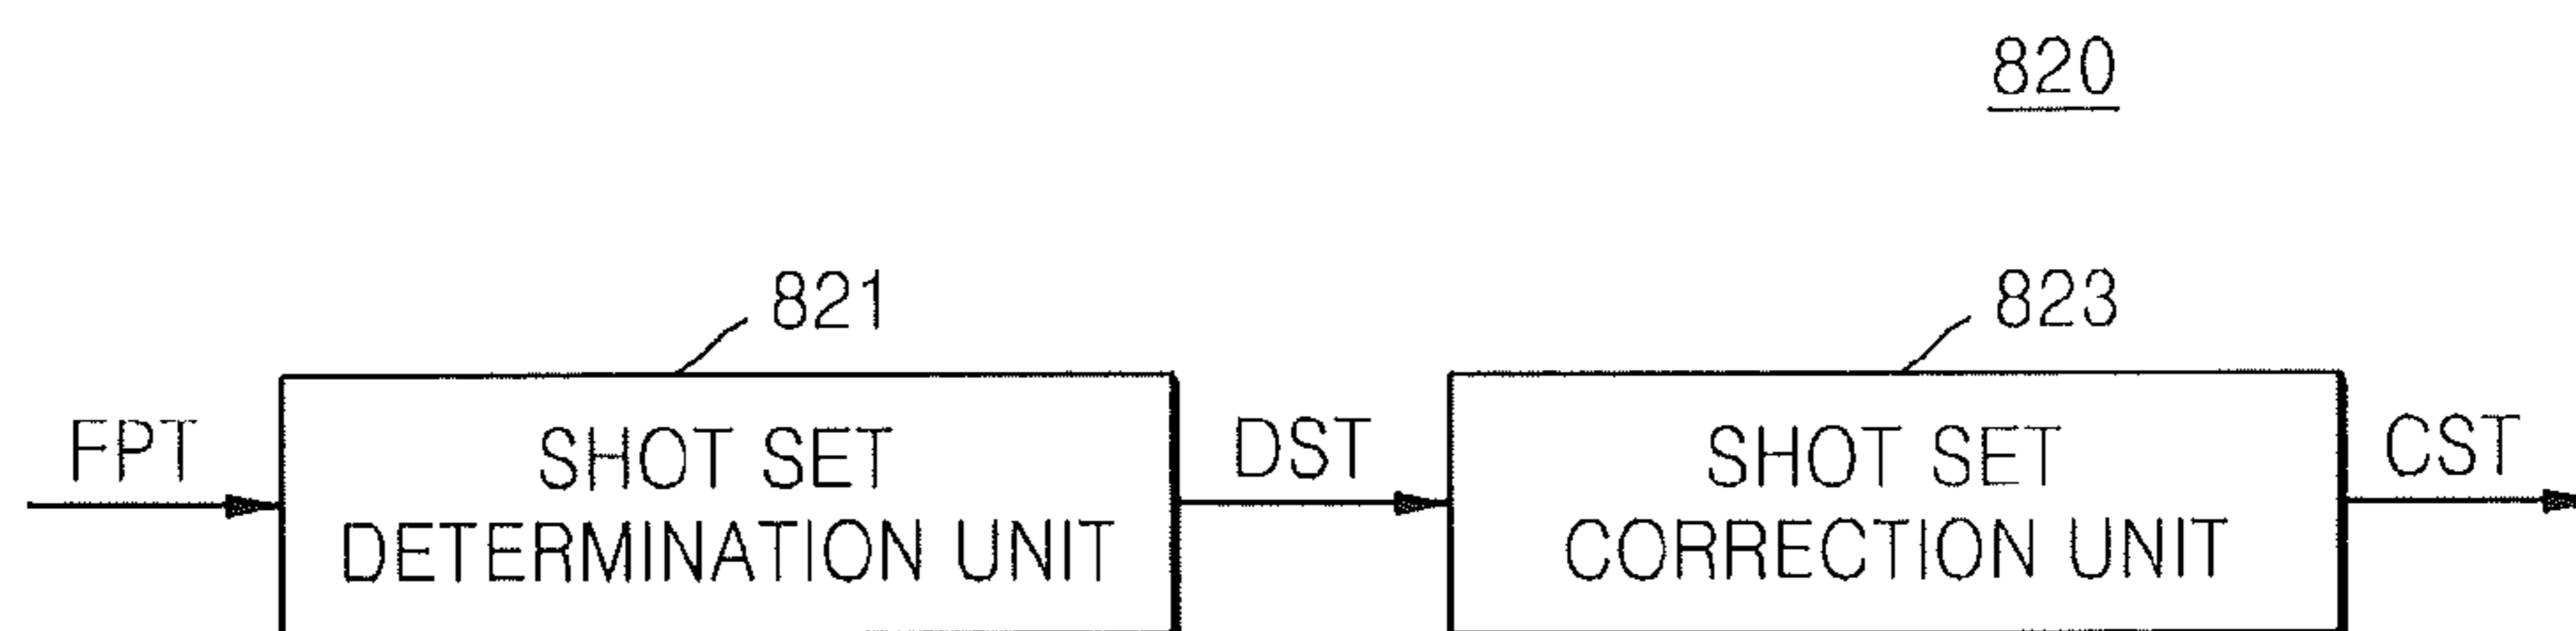 820
821
823
FPT
SHOT SET
DETERMINATION UNIT
DST
SHOT SET
CORRECTION UNIT
CST